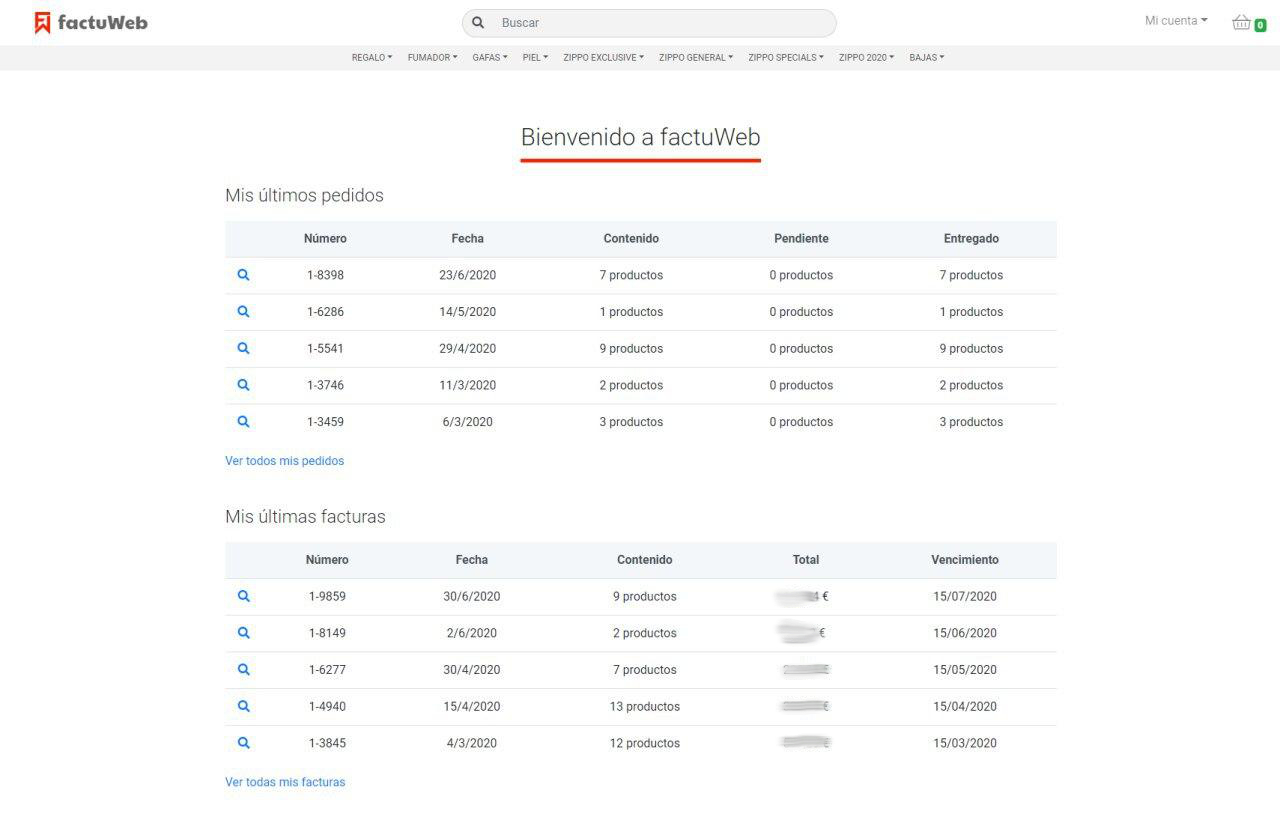 factuWeb
Buscar
Mi cuenta
0
REGALO FUMADOR GAFAS PIEL ZIPPO EXCLUSIVE ZIPPO GENERAL ZIPPO SPECIALS ZIPPO 2020 BAJAS
Bienvenido a factuWeb
Mis últimos pedidos
Número Fecha Contenido Pendiente Entregado
1-8398 23/6/2020 7 productos 0 productos 7 productos
1-6286 14/5/2020 1 productos 0 productos 1 productos
1-5541 29/4/2020 9 productos 0 productos 9 productos
1-3746 11/3/2020 2 productos 0 productos 2 productos
1-3459 6/3/2020 3 productos 0 productos 3 productos
Ver todos mis pedidos
Mis últimas facturas
Número Fecha Contenido Total Vencimiento
1-9859 30/6/2020 9 productos € 15/07/2020
1-8149 2/6/2020 2 productos € 15/06/2020
1-6277 30/4/2020 7 productos 15/05/2020
1-4940 15/4/2020 13 productos € 15/04/2020
1-3845 4/3/2020 12 productos 15/03/2020
Ver todas mis facturas